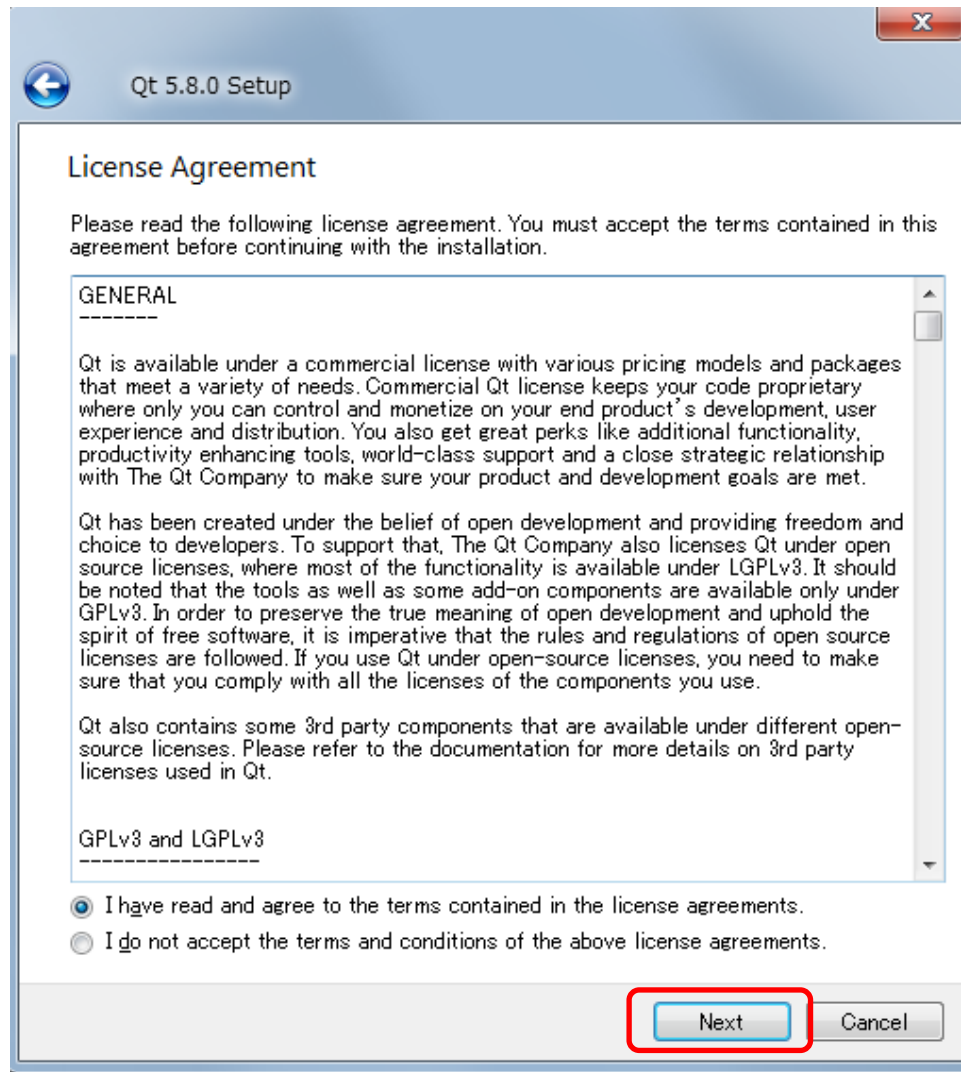 Qt 5.8.0 Setup
License Agreement
Please read the following license agreement. You must accept the terms contained in this
agreement before continuing with the installation.
GENERAL
-------
Qt is available under a commercial license with various pricing models and packages
that meet a variety of needs. Commercial Qt license keeps your code proprietary
where only you can control and monetize on your end product's development, user
experience and distribution. You also get great perks like additional functionality,
productivity enhancing tools, world-class support and a close strategic relationship
with The Qt Company to make sure your product and development goals are met.
Qt has been created under the belief of open development and providing freedom and
choice to developers. To support that, The Qt Company also licenses Qt under open
source licenses, where most of the functionality is available under LGPLv3. It should
be noted that the tools as well as some add-on components are available only under
GPLv3. In order to preserve the true meaning of open development and uphold the
spirit of free software, it is imperative that the rules and regulations of open source
licenses are followed. If you use Qt under open-source licenses, you need to make
sure that you comply with all the licenses of the components you use.
Qt also contains some 3rd party components that are available under different open-
source licenses. Please refer to the documentation for more details on 3rd party
licenses used in Qt.
GPLv3 and LGPLv3
----------------
I have read and agree to the terms contained in the license agreements.
I do not accept the terms and conditions of the above license agreements.
Next
Cancel